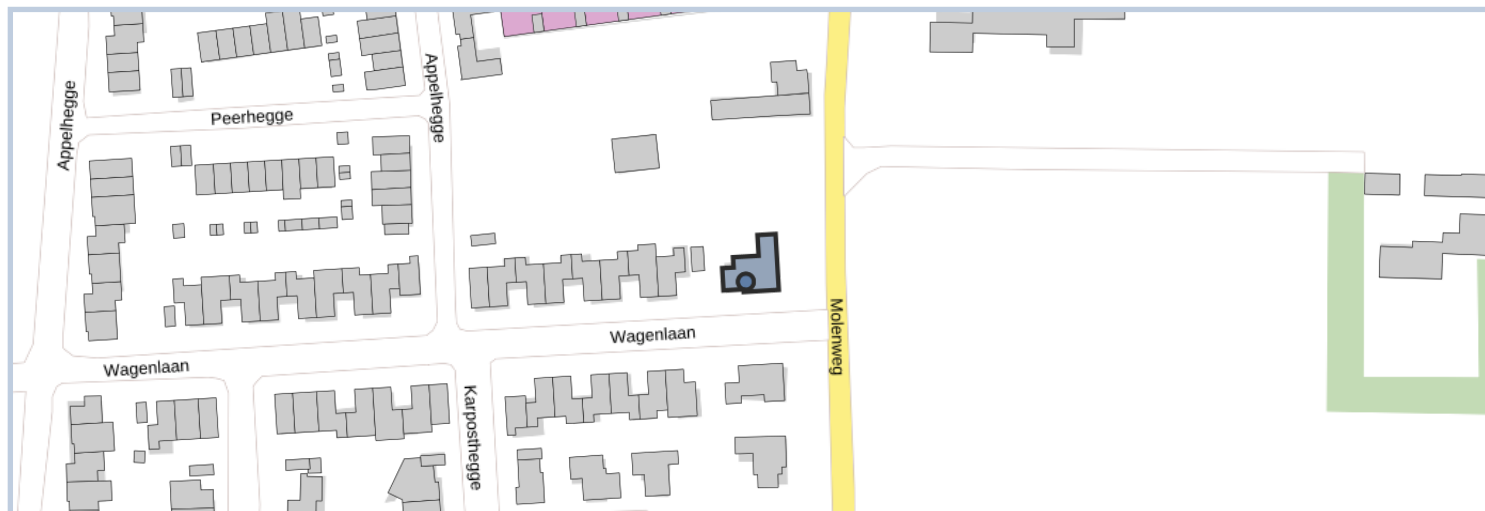 Appelhegge
Appelhegge
Peerhegge
Molenweg
Wagenlaan
Wagenlaan
Karposthegge